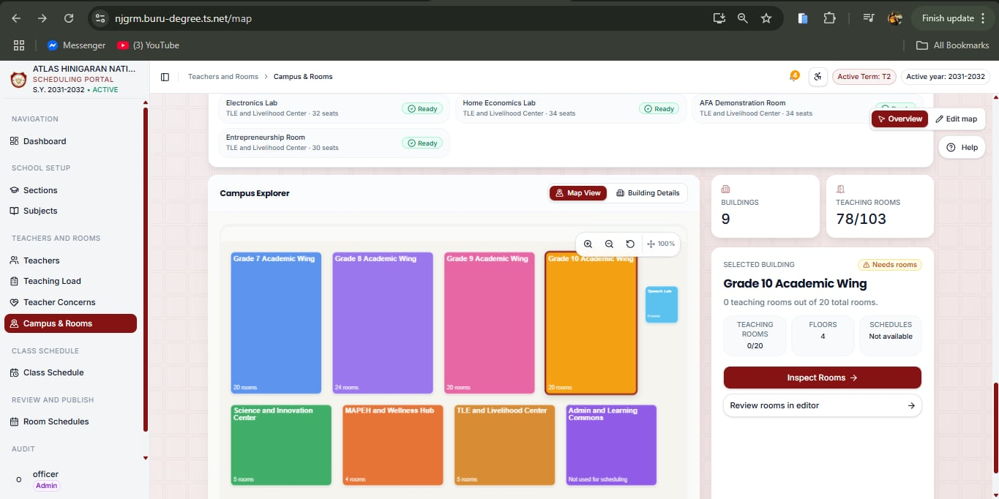 njgrm.buru-degree.ts.net/map
Finish update
Messenger
(3) YouTube
All Bookmarks
ATLAS HINIGARAN NATI...
SCHEDULING PORTAL
S.Y. 2031-2032 • ACTIVE
Teachers and Rooms > Campus & Rooms
4
Active Term: T2
Active year: 2031-2032
NAVIGATION
Dashboard
SCHOOL SETUP
Sections
Subjects
TEACHERS AND ROOMS
Teachers
Teaching Load
Teacher Concerns
Campus & Rooms
CLASS SCHEDULE
Class Schedule
REVIEW AND PUBLISH
Room Schedules
AUDIT
O
officer
Admin
Electronics Lab
TLE and Livelihood Center · 32 seats
Ready
Home Economics Lab
TLE and Livelihood Center · 34 seats
Ready
AFA Demonstration Room
TLE and Livelihood Center · 34 seats
Entrepreneurship Room
TLE and Livelihood Center · 30 seats
Ready
Overview
Edit map
Help
Campus Explorer
Map View
Building Details
100%
Grade 7 Academic Wing
20 rooms
Grade 8 Academic Wing
24 rooms
Grade 9 Academic Wing
20 rooms
Grade 10 Academic Wing
20 rooms
Speech Lab
Science and Innovation
Center
5 rooms
MAPEH and Wellness Hub
4 rooms
TLE and Livelihood Center
5 rooms
Admin and Learning
Commons
Not used for scheduling
BUILDINGS
9
TEACHING ROOMS
78/103
SELECTED BUILDING
Needs rooms
Grade 10 Academic Wing
0 teaching rooms out of 20 total rooms.
TEACHING
ROOMS
0/20
FLOORS
4
SCHEDULES
Not available
Inspect Rooms →
Review rooms in editor →